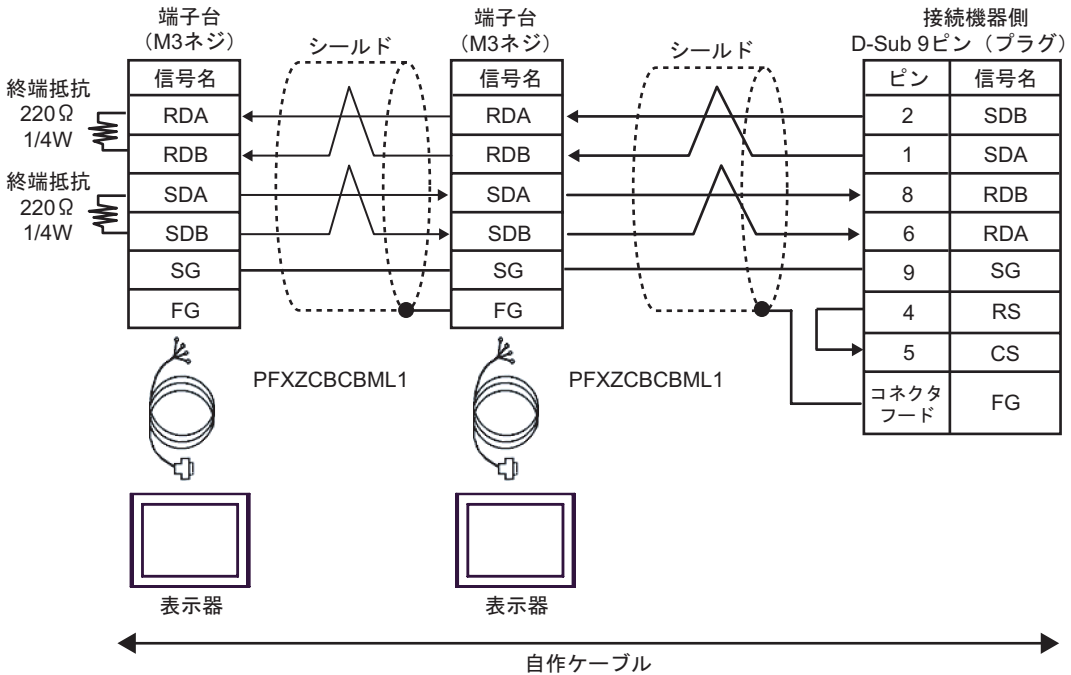 端子台
（M3ネジ）
端子台
（M3ネジ）
接続機器側
D-Sub 9ピン（プラグ）
シールド
シールド
終端抵抗
220Ω
1/4W
終端抵抗
220Ω
1/4W
信号名
RDA
RDB
SDA
SDB
SG
FG
信号名
RDA
RDB
SDA
SDB
SG
FG
ピン 信号名
2 SDB
1 SDA
8 RDB
6 RDA
9 SG
4 RS
5 CS
コネクタ
フード
FG
PFXZCBCBML1
PFXZCBCBML1
表示器
表示器
自作ケーブル